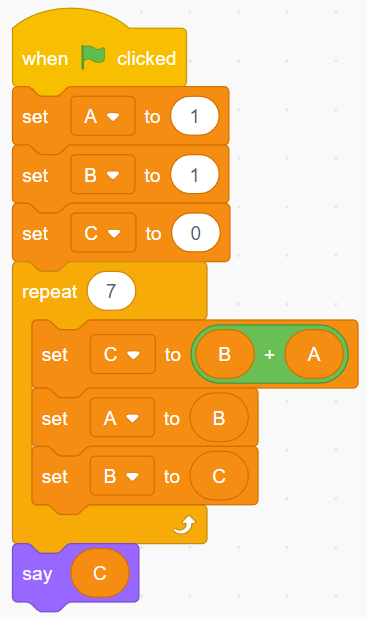 when clicked
set A to 1
set B to 1
set C to 0
repeat 7
set C to B + A
set A to B
set B to C
say C